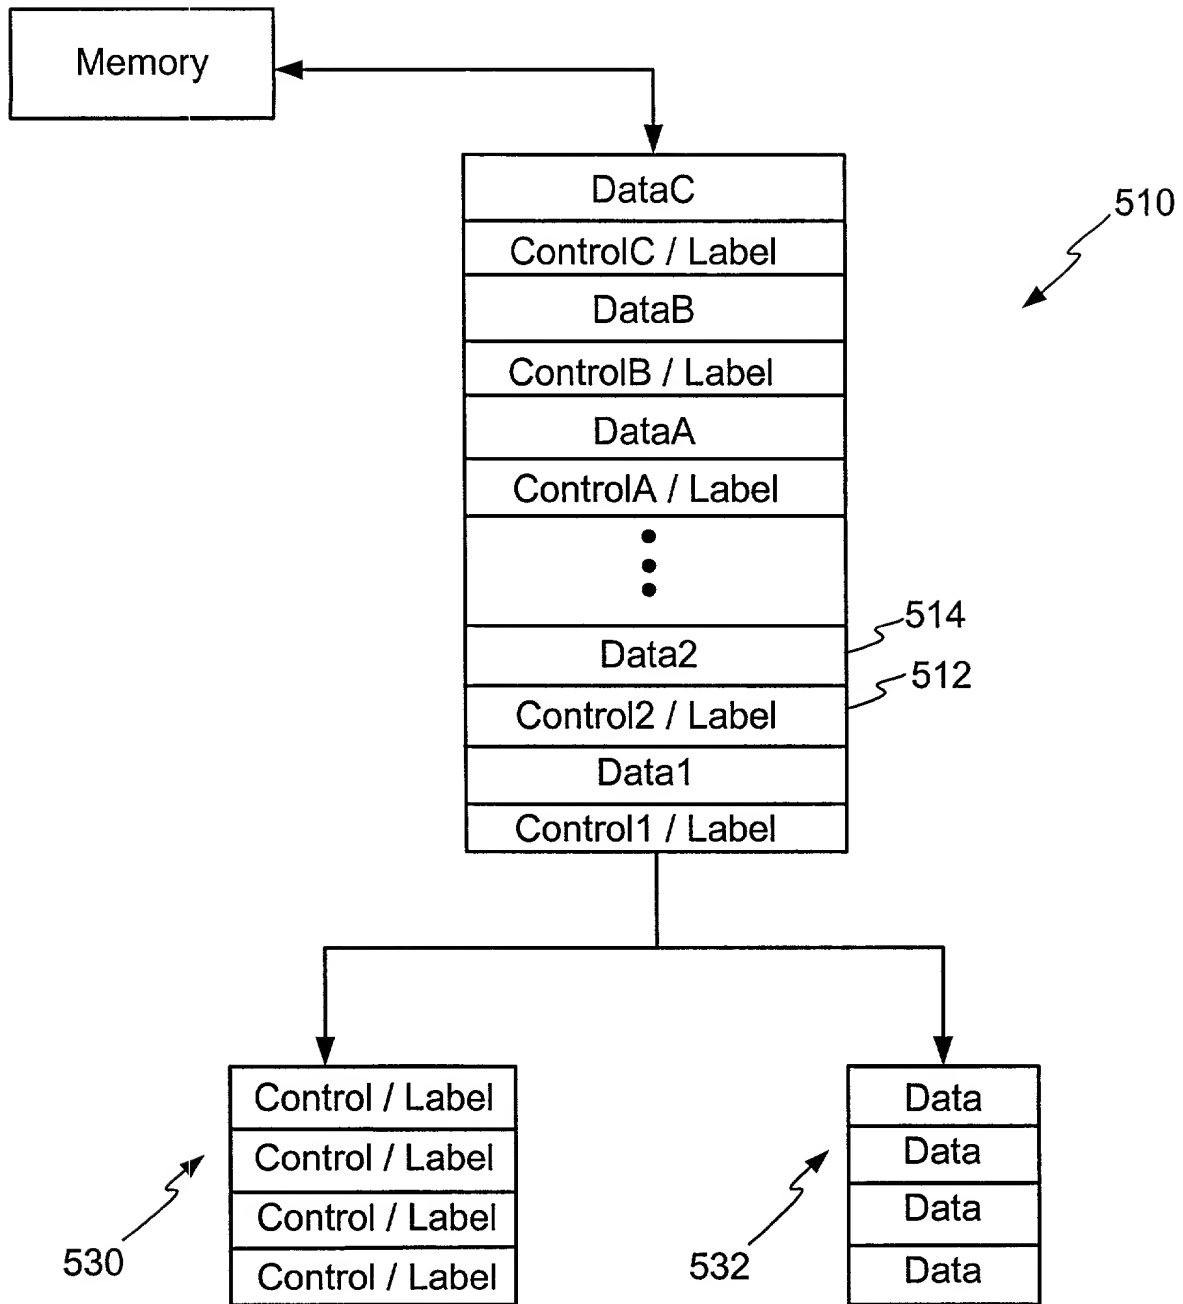 Memory
DataC
510
ControlC / Label
DataB
ControlB / Label
DataA
ControlA / Label
514
Data2
512
Control2 / Label
Data1
Control1 / Label
Control / Label
Control / Label
Control / Label
Control / Label
530
Data
Data
Data
Data
532